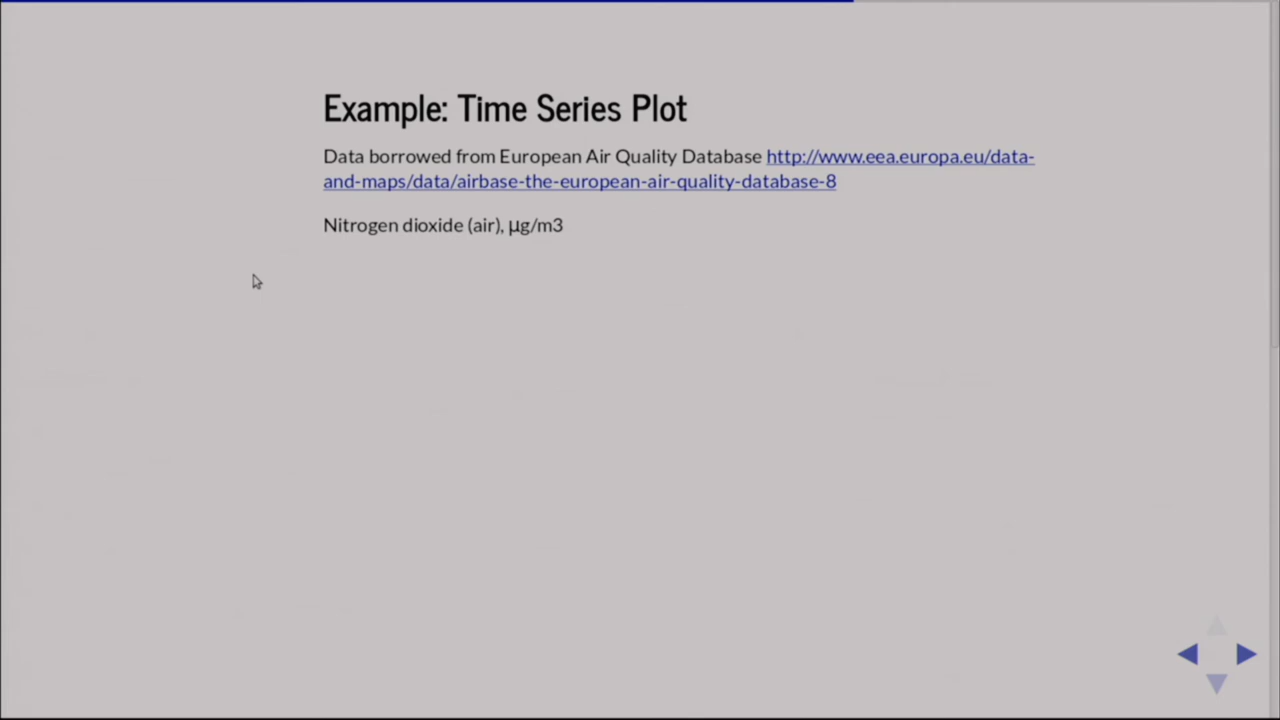 Example: Time Series Plot
Data borrowed from European Air Quality Database http://www.eea.europa.eu/data-
and-maps/data/airbase-the-european-air-quality-database-8
Nitrogen dioxide (air), µg/m3